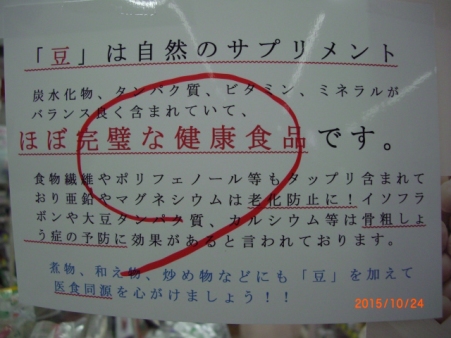 「豆」は自然のサプリメント
炭水化物、タンパク質、ビタミン、ミネラルが
バランス良く含まれていて、
ほぼ完璧な健康食品です。
食物繊維やポリフェノール等もタップリ含まれて
おり亜鉛やマグネシウムは老化防止に!イソフラ
ボンや大豆タンパク質、カルシウム等は骨粗しょ
う症の予防に効果があると言われております。
煮物、和え物、炒め物などにも「豆」を加えて
医食同源を心がけましょう!!
2015/10/24